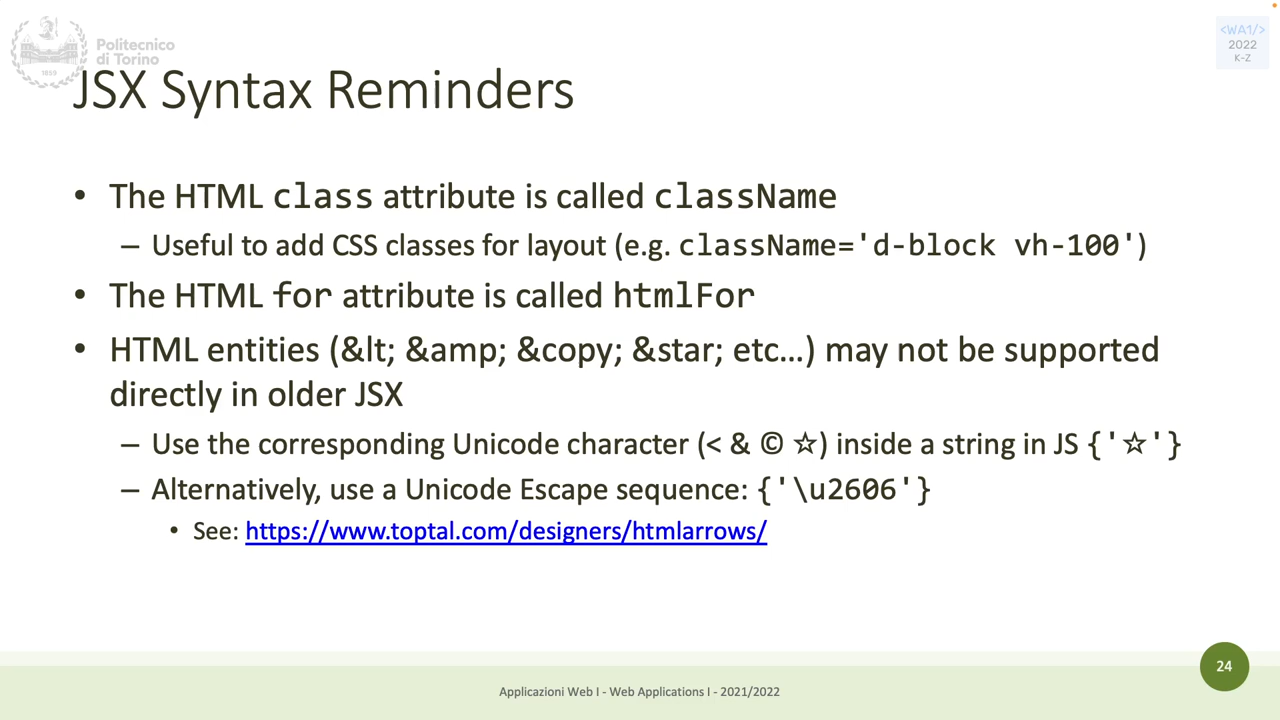 Politecnico
di Torino
1859
<WA1/>
2022
K-Z
JSX Syntax Reminders
• The HTML class attribute is called className
– Useful to add CSS classes for layout (e.g. className='d-block vh-100')
• The HTML for attribute is called htmlFor
• HTML entities (&lt; &amp; &copy; &star; etc…) may not be supported
directly in older JSX
– Use the corresponding Unicode character (< & © ☆) inside a string in JS {'☆'}
– Alternatively, use a Unicode Escape sequence: {'\u2606'}
• See: https://www.toptal.com/designers/htmlarrows/
Applicazioni Web I - Web Applications I - 2021/2022
24